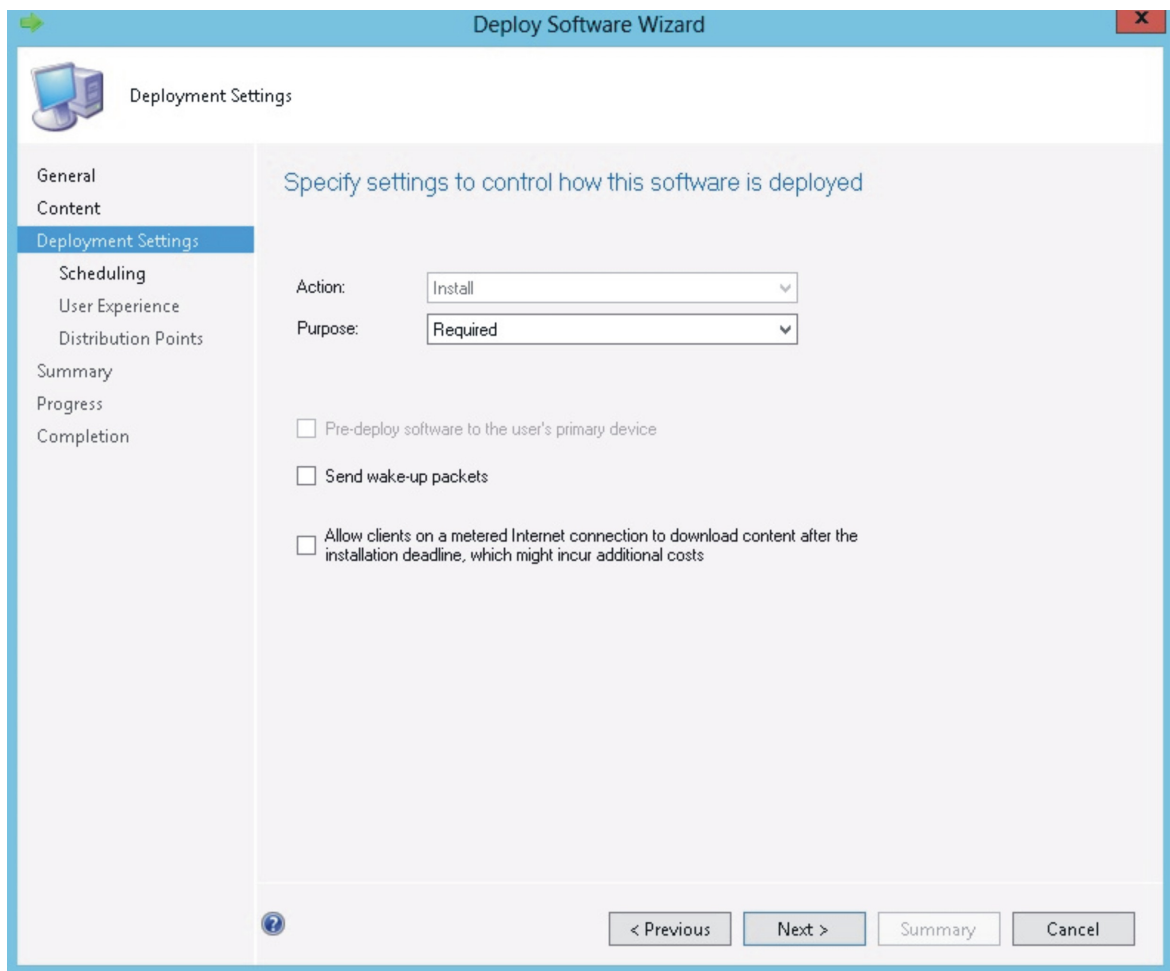 Deploy Software Wizard
x
Deployment Settings
General
Content
Deployment Settings
Scheduling
User Experience
Distribution Points
Summary
Progress
Completion
Specify settings to control how this software is deployed
Action:
Install
Purpose:
Required
Pre-deploy software to the user's primary device
Send wake-up packets
Allow clients on a metered Internet connection to download content after the
installation deadline, which might incur additional costs
?
< Previous
Next >
Summary
Cancel